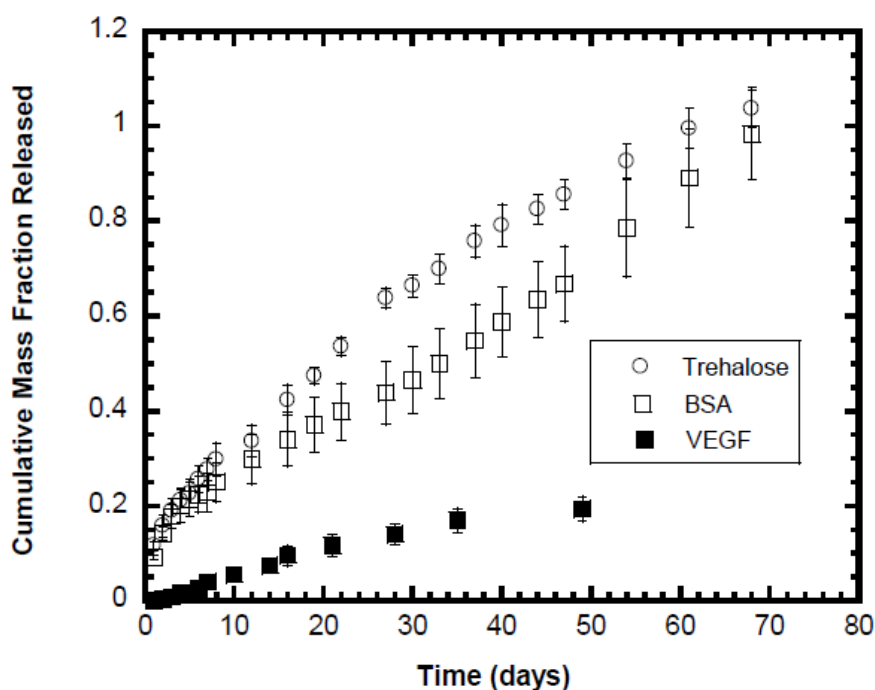 1.2
1
0.8
0.6
0.4
0.2
0
Cumulative Mass Fraction Released
Trehalose
BSA
VEGF
0 10 20 30 40 50 60 70 80
Time (days)